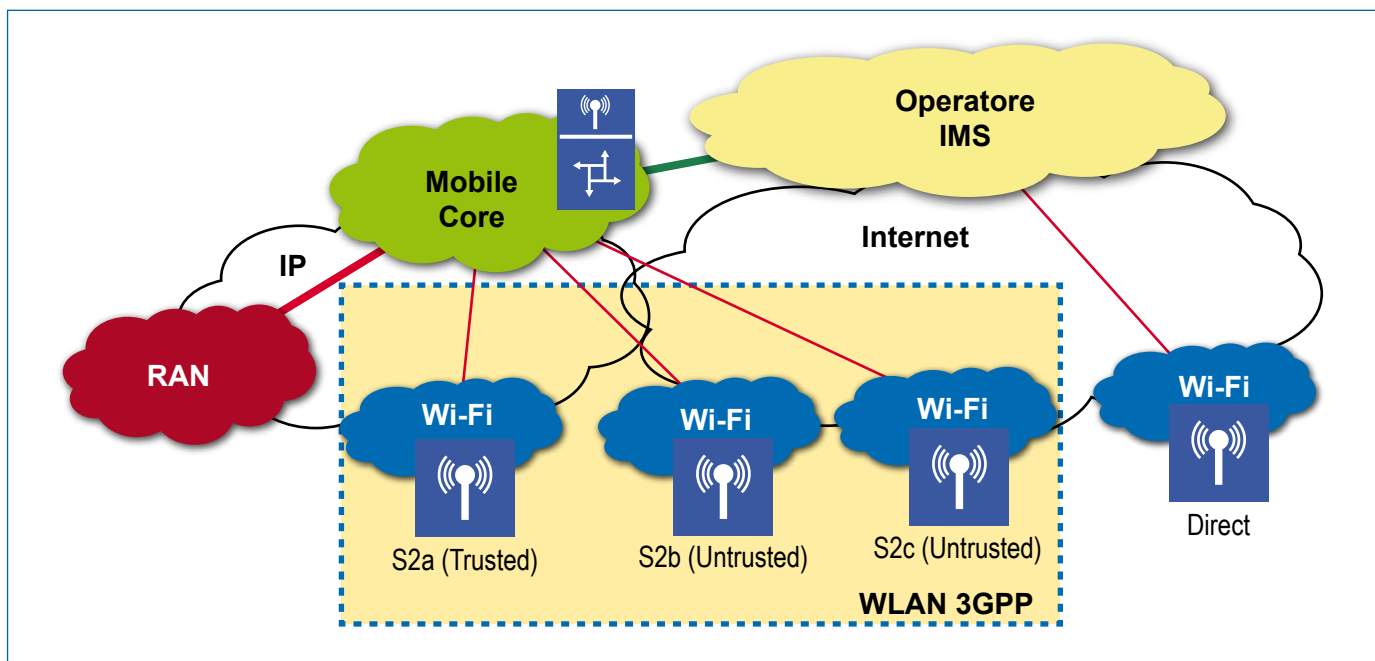 Operatore
IMS
Mobile
Core
Internet
IP
RAN
Wi-Fi
Wi-Fi
Wi-Fi
Wi-Fi
S2a (Trusted)
S2b (Untrusted)
S2c (Untrusted)
Direct
WLAN 3GPP